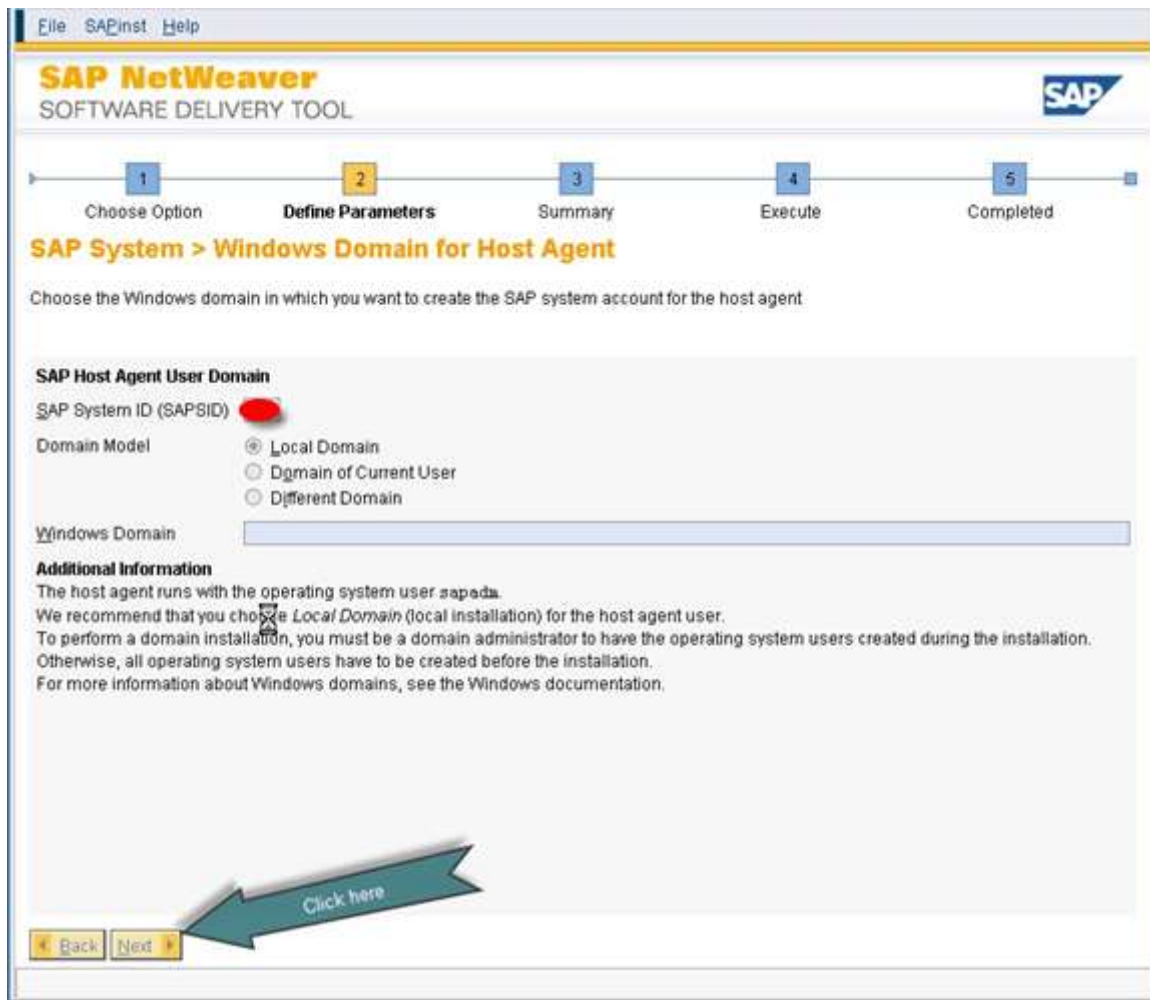 File SAPinst Help
SAP NetWeaver
SOFTWARE DELIVERY TOOL
SAP
1 2 3 4 5
Choose Option Define Parameters Summary Execute Completed
SAP System > Windows Domain for Host Agent
Choose the Windows domain in which you want to create the SAP system account for the host agent
SAP Host Agent User Domain
SAP System ID (SAPSID)
Domain Model Local Domain
Domain of Current User
Different Domain
Windows Domain
Additional Information
The host agent runs with the operating system user sapadm.
We recommend that you choose Local Domain (local installation) for the host agent user.
To perform a domain installation, you must be a domain administrator to have the operating system users created during the installation.
Otherwise, all operating system users have to be created before the installation.
For more information about Windows domains, see the Windows documentation.
Click here
Back Next